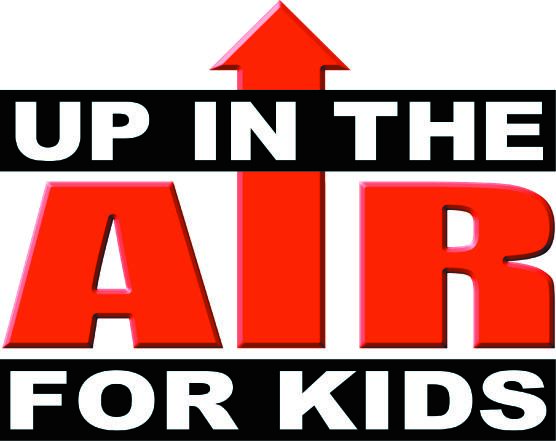 UP IN THE
AIR
FOR KIDS